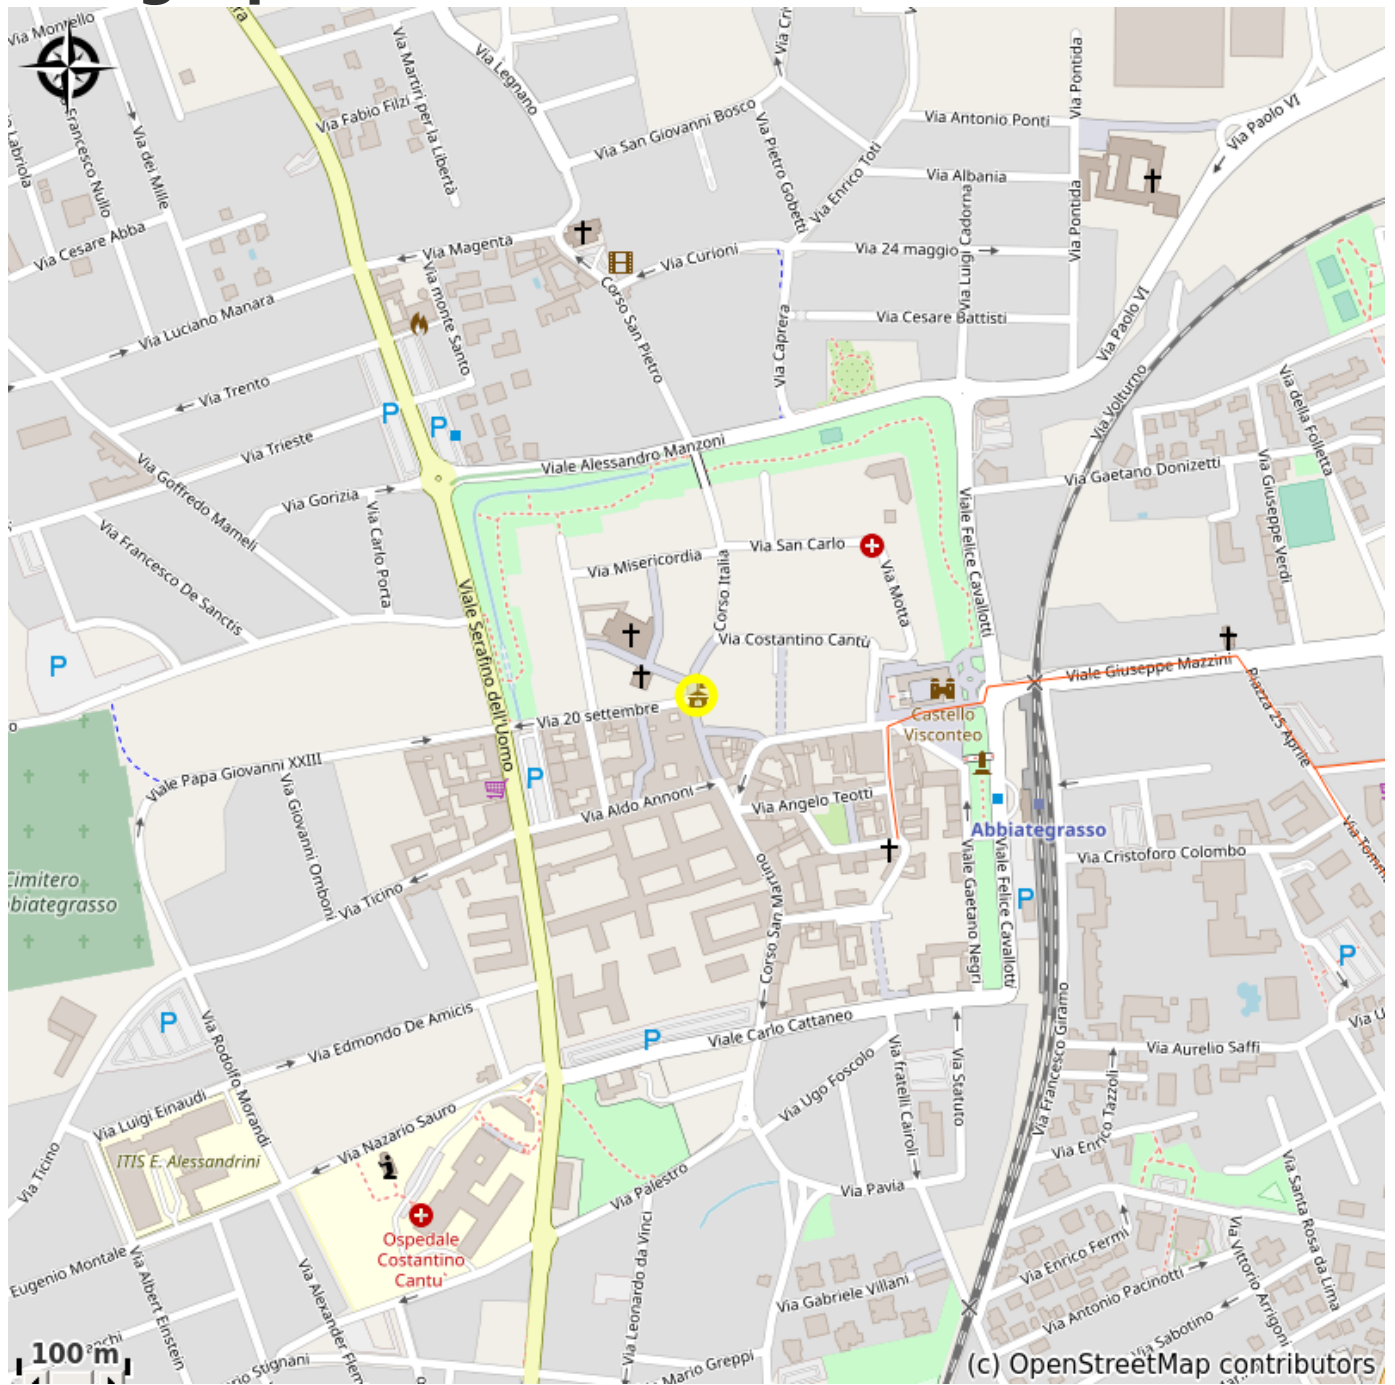 Via Montello
Via Legnano
Via Martiri per la Libertà
Via Fabio Filzi
Via San Giovanni Bosco
Via Pietro Gobetti
Via Enrico Toti
Via Antonio Ponti
Via Pontida
Via Paolo VI
Via Albania
Via Pontida
Francesco Nullo
Via dei Mille
Labriola
Via Cesare Abba
Via Magenta
Via Curioni
Via 24 maggio
Via Luigi Cadorna
Via monte Santo
Via Luciano Manara
Corso San Pietro
Via Caprera
Via Cesare Battisti
Via Paolo VI
Via Volturno
Via Trento
Via Trieste
Via della Folletta
Viale Alessandro Manzoni
Via Goffredo Mameli
Via Gorizia
Via Gaetano Donizetti
Via Giuseppe Verdi
Via Carlo Porta
Via Francesco De Sanctis
Viale Felice Cavallotti
Via San Carlo
Via Misericordia
Corso Italia
Via Motta
Via Costantino Cantù
Viale Serafino dell'Uomo
Viale Giuseppe Mazzini
Piazza 25 Aprile
Via 20 settembre
Castello
Visconteo
Viale Papa Giovanni XXIII
Via Giovanni Omboni
Via Aldo Annoni
Via Angelo Teotti
Abbiategrasso
Via Cristoforo Colombo
Cimitero
Via Ticino
Corso San Martino
Viale Gaetano Negri
Viale Felice Cavallotti
Via Rodolfo Morandi
Via Edmondo De Amicis
Viale Carlo Cattaneo
Via Francesco Giramo
Via Aurelio Saffi
Via Ugo Foscolo
Via fratelli Cairoli
Via Statuto
Via Enrico Tazzoli
Via Luigi Einaudi
Via Nazario Sauro
ITIS E. Alessandrini
Via Ticino
Via Palestro
Via Pavia
Via Santa Rosa da Lima
Ospedale
Costantino
Cantu`
Eugenio Montale
Via Albert Einstein
Via Leonardo da Vinci
Via Gabriele Villani
Via Enrico Fermi
Via Antonio Pacinotti
Via Vittorio Arrigoni
Via Sabotino
Via Mario Greppi
Stignani
100 m
(c) OpenStreetMap contributors